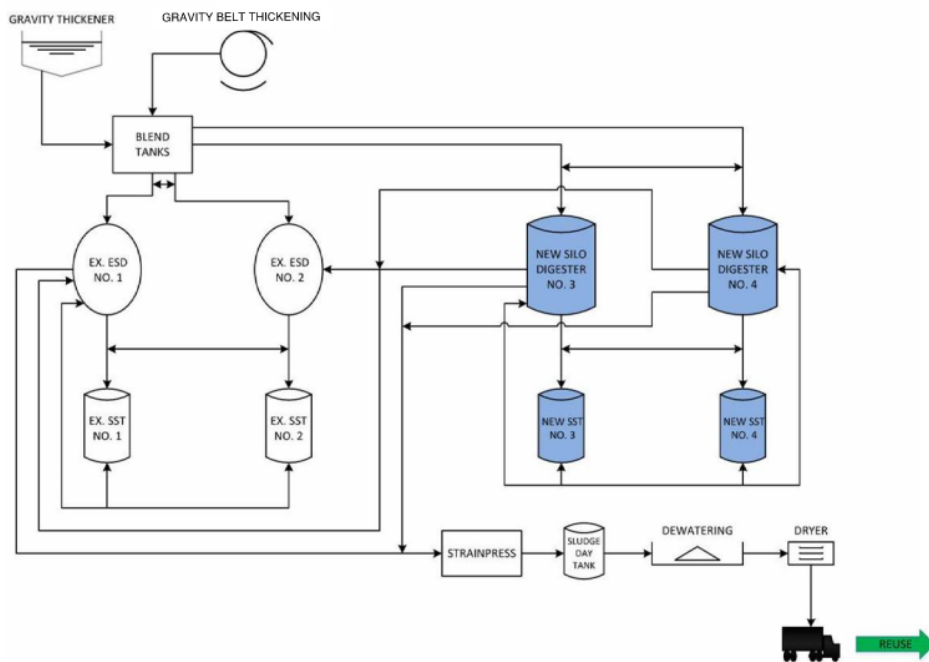 GRAVITY THICKENER
GRAVITY BELT THICKENING
BLEND
TANKS
EX. ESD
NO. 1
EX. ESD
NO. 2
NEW SILO
DIGESTER
NO. 3
NEW SILO
DIGESTER
NO. 4
EX. SST
NO. 1
EX. SST
NO. 2
NEW SST
NO. 3
NEW SST
NO. 4
STRAINPRESS
SLUDGE
DAY
TANK
DEWATERING
DRYER
REUSE